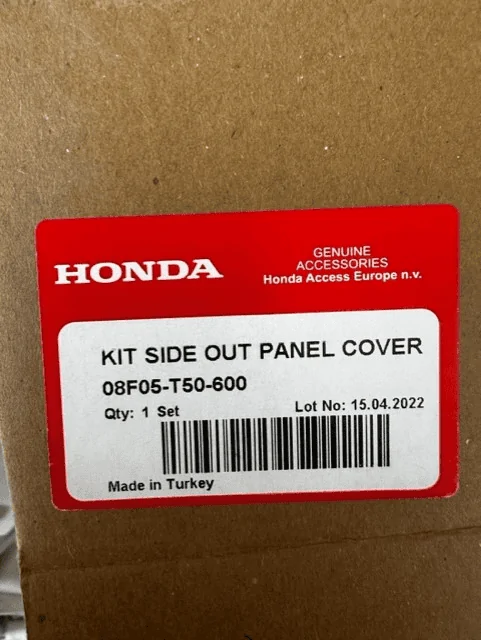 HONDA
GENUINE
ACCESSORIES
Honda Access Europe n.v.
KIT SIDE OUT PANEL COVER
08F05-T50-600
Qty: 1 Set
Lot No: 15.04.2022
Made in Turkey